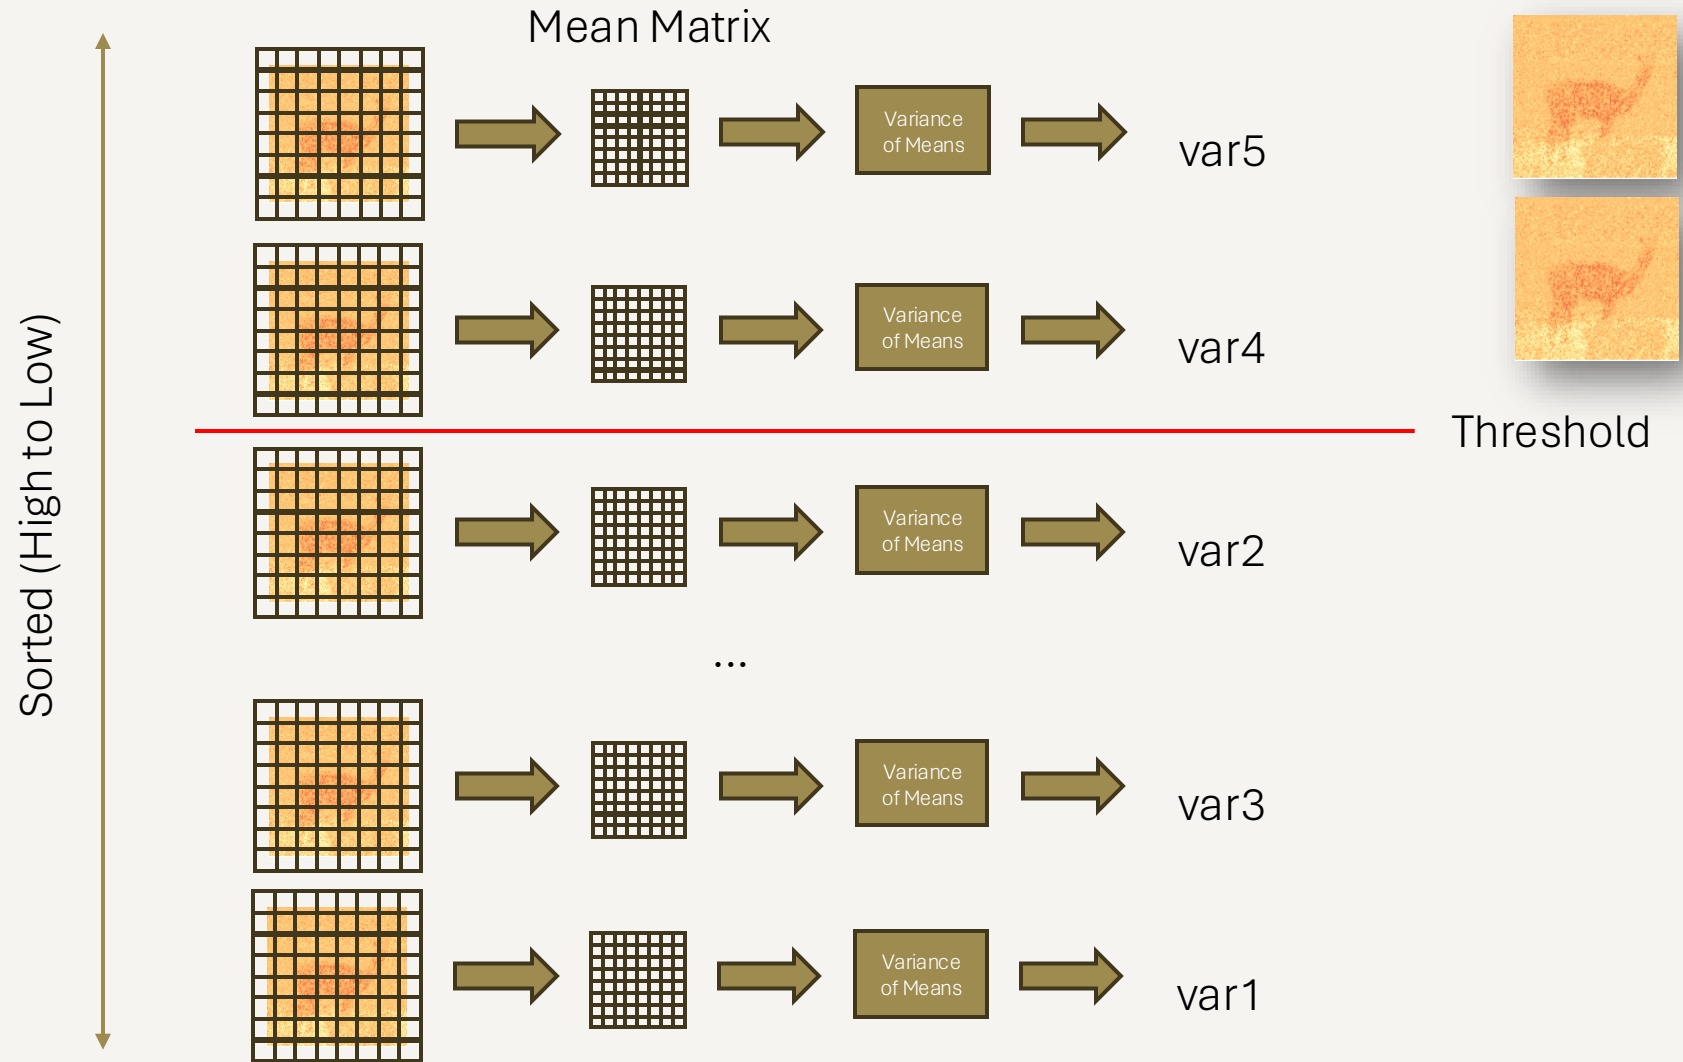 Mean Matrix
Variance
of Means
var5
Variance
of Means
var4
Threshold
Sorted (High to Low)
Variance
of Means
var2
...
Variance
of Means
var3
Variance
of Means
var1